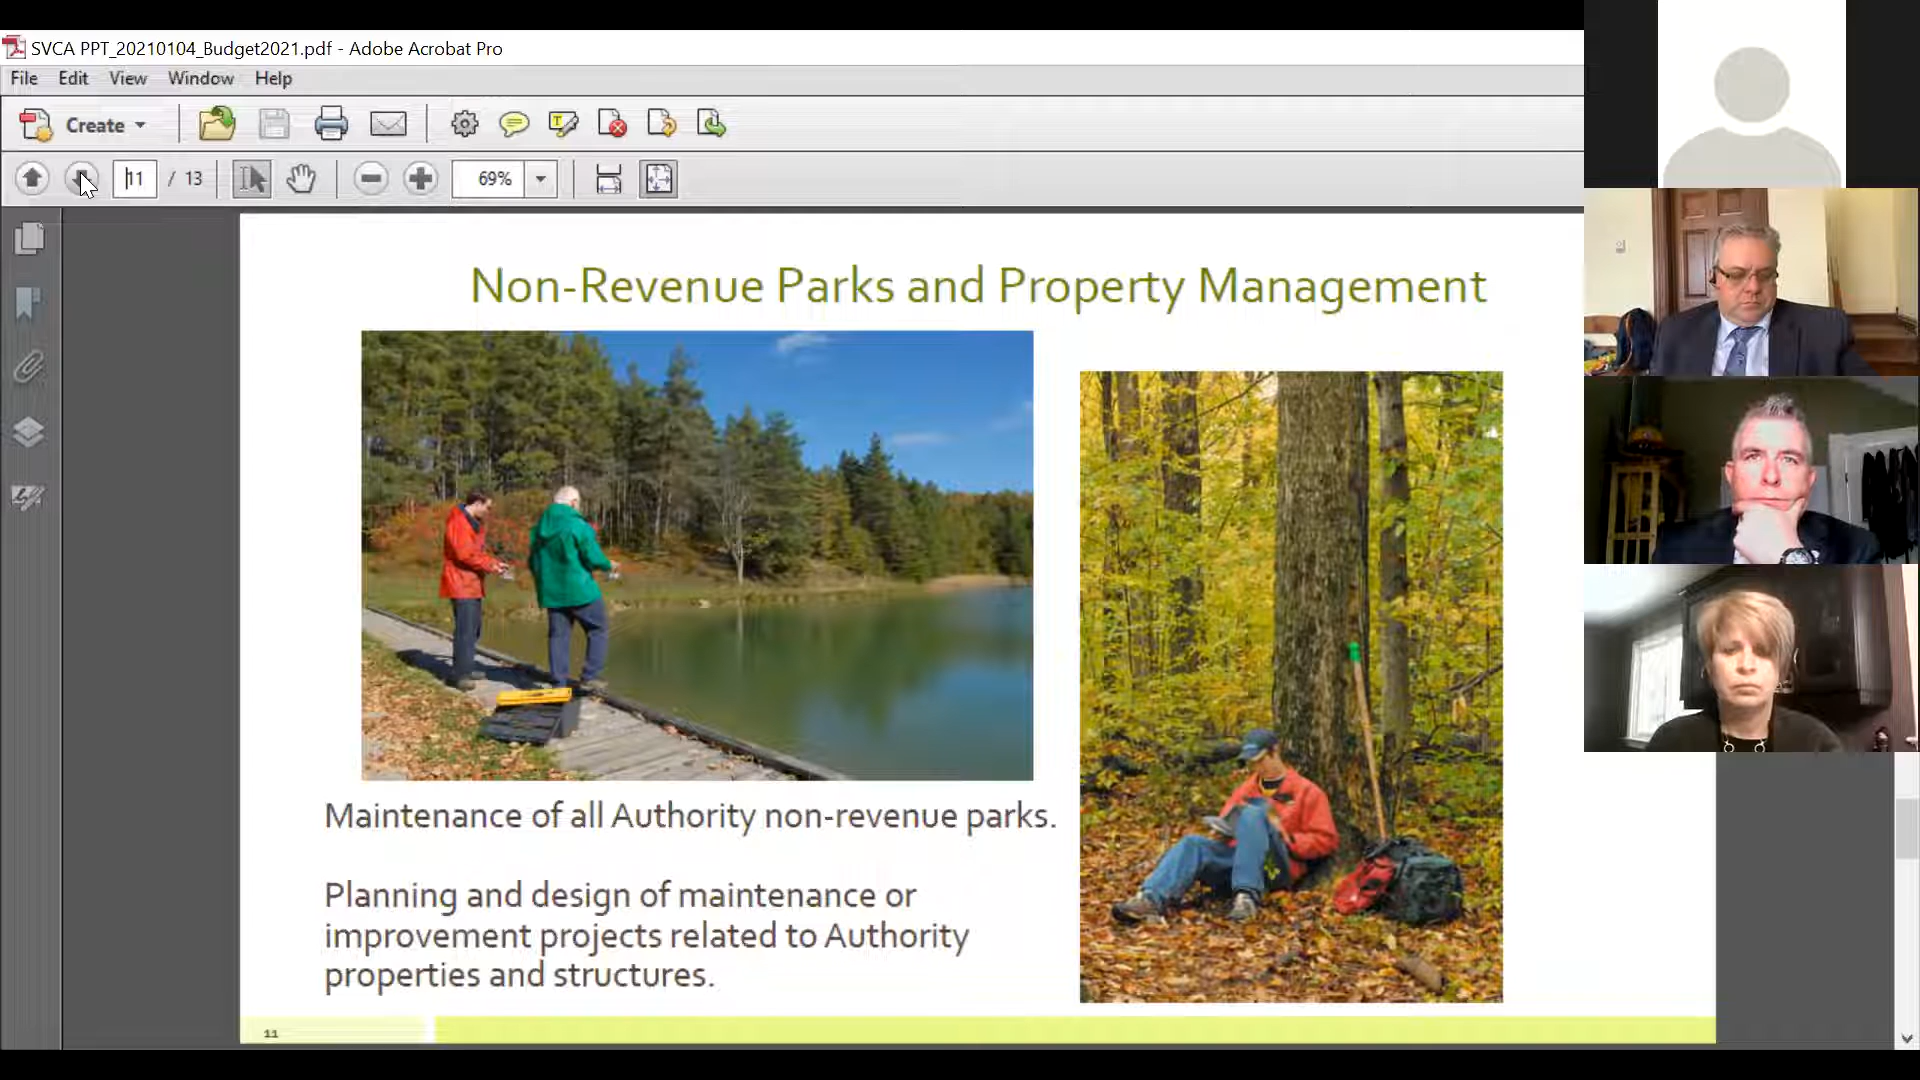 SVCA PPT_20210104_Budget2021.pdf - Adobe Acrobat Pro
File Edit View Window Help
Create
11 / 13 69%
Non-Revenue Parks and Property Management
Maintenance of all Authority non-revenue parks.
Planning and design of maintenance or
improvement projects related to Authority
properties and structures.
11